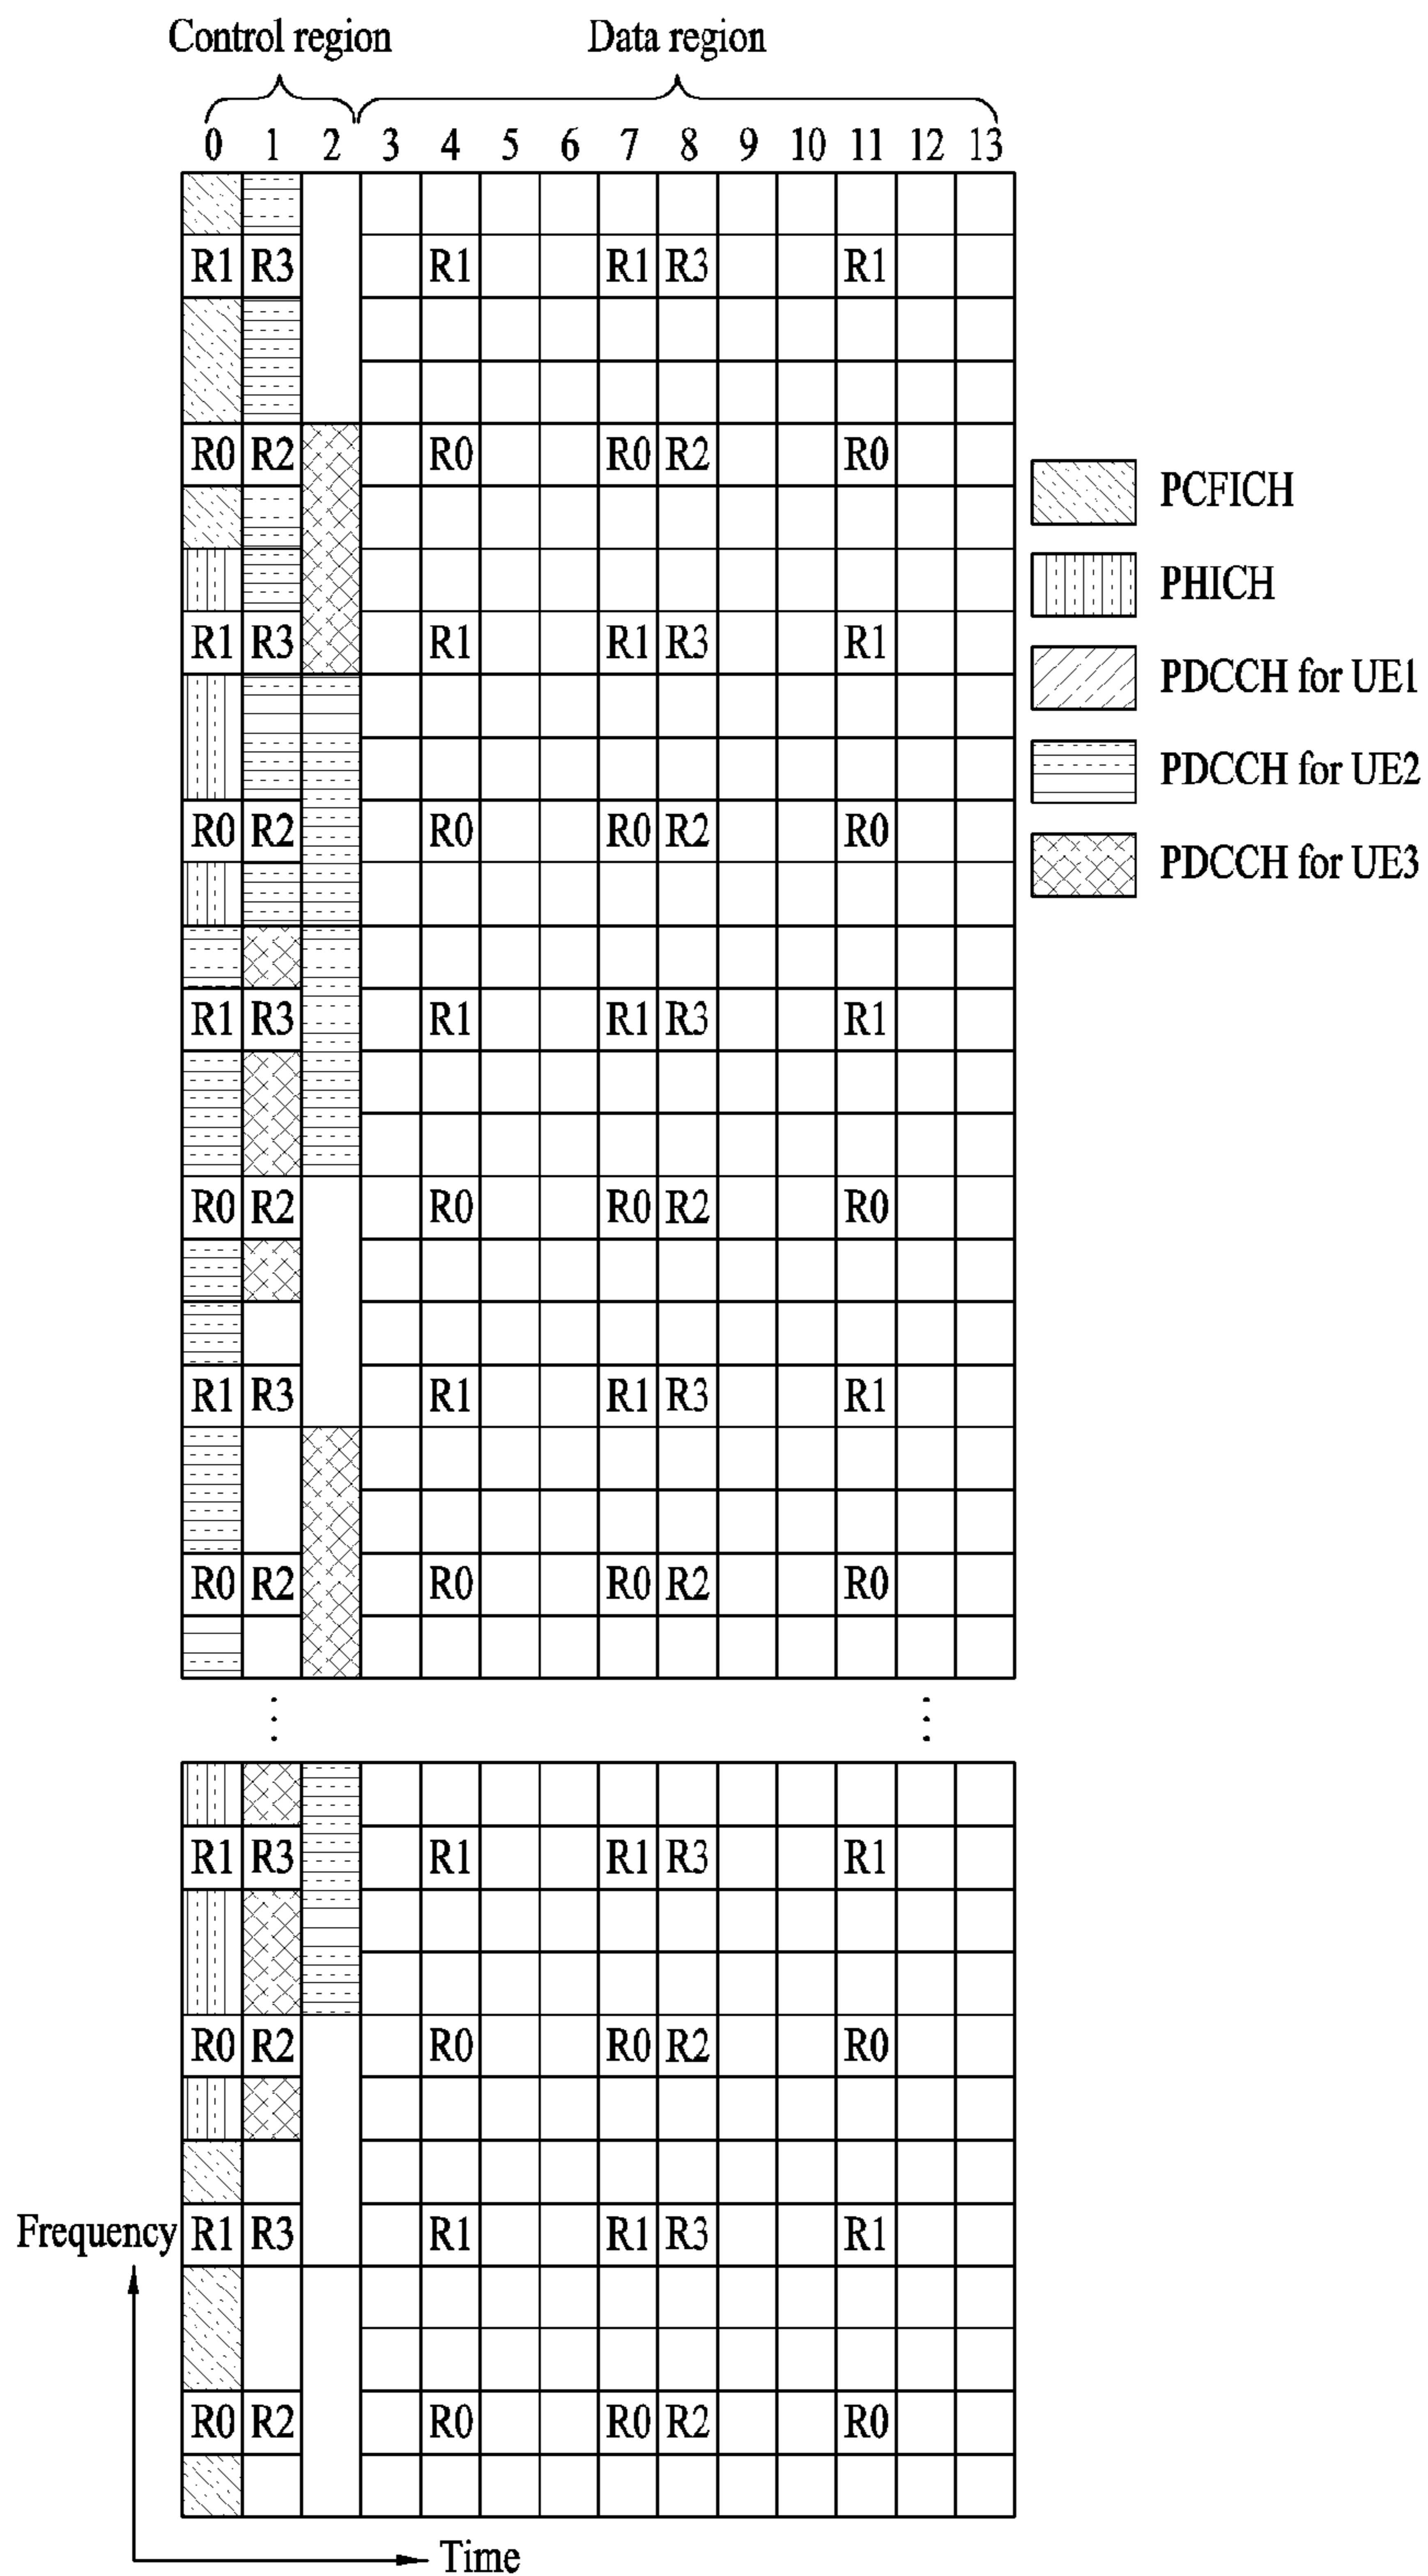 Control region Data region
0 1 2 3 4 5 6 7 8 9 10 11 12 13
R1 R3 R1 R1 R3 R1
R0 R2 R0 R0 R2 R0
PCFICH
PHICH
R1 R3 R1 R1 R3 R1
PDCCH for UE1
PDCCH for UE2
R0 R2 R0 R0 R2 R0
PDCCH for UE3
R1 R3 R1 R1 R3 R1
R0 R2 R0 R0 R2 R0
R1 R3 R1 R1 R3 R1
R0 R2 R0 R0 R2 R0
R1 R3 R1 R1 R3 R1
R0 R2 R0 R0 R2 R0
Frequency R1 R3 R1 R1 R3 R1
R0 R2 R0 R0 R2 R0
Time